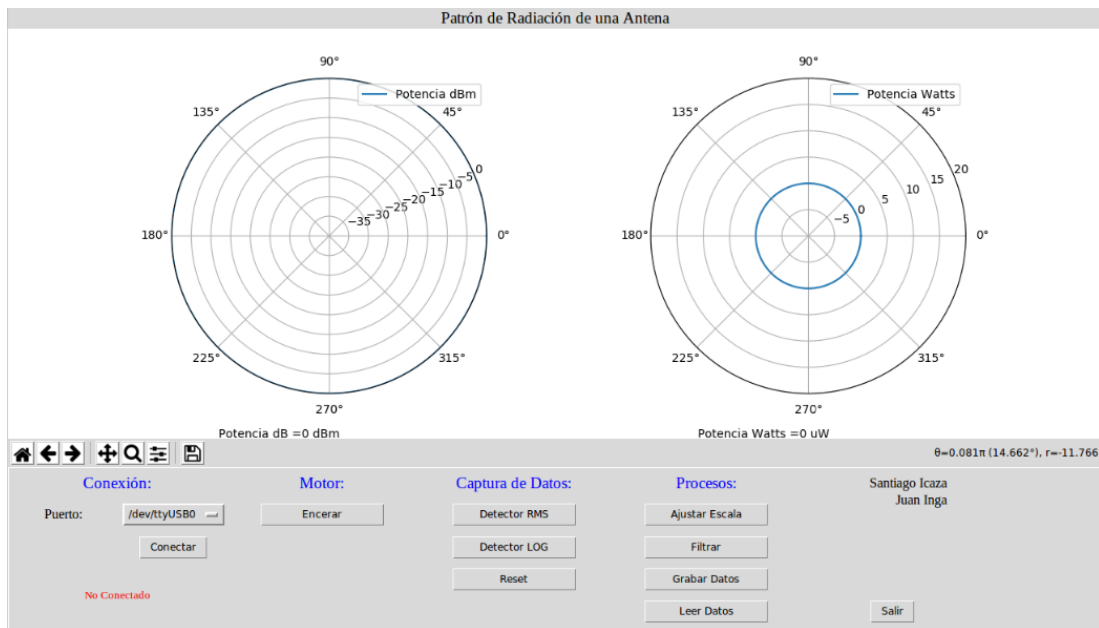 Patrón de Radiación de una Antena
90°
Potencia dBm
135°
45°
0
−5
−10
−15
−20
−25
−30
−35
180°
0°
225°
315°
270°
Potencia dB =0 dBm
90°
Potencia Watts
135°
45°
20
15
10
5
0
−5
180°
0°
225°
315°
270°
Potencia Watts =0 uW
θ=0.081π (14.662°), r=-11.766
Conexión:
Puerto:
/dev/ttyUSB0
Conectar
No Conectado
Motor:
Encerar
Captura de Datos:
Detector RMS
Detector LOG
Reset
Procesos:
Ajustar Escala
Filtrar
Grabar Datos
Leer Datos
Santiago Icaza
Juan Inga
Salir